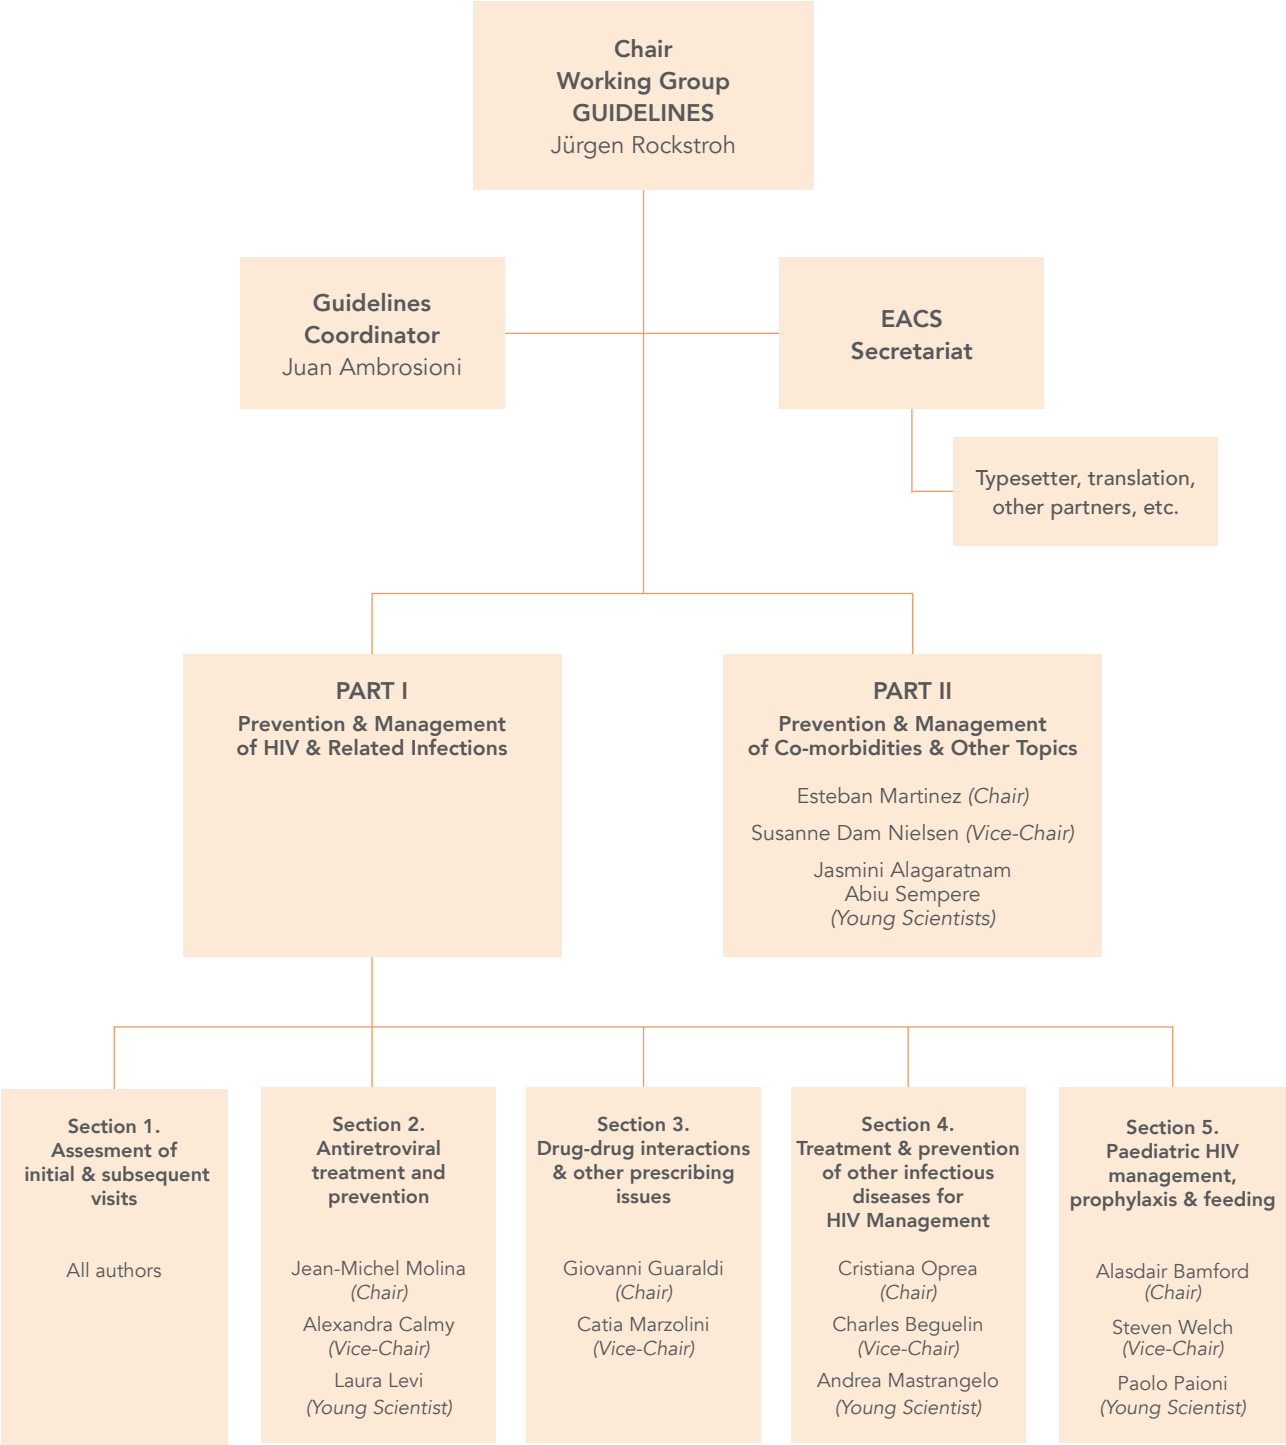 Chair
Working Group
GUIDELINES
Jürgen Rockstroh
Guidelines
Coordinator
Juan Ambrosioni
EACS
Secretariat
Typesetter, translation,
other partners, etc.
PART I
Prevention & Management
of HIV & Related Infections
PART II
Prevention & Management
of Co-morbidities & Other Topics
Esteban Martinez (Chair)
Susanne Dam Nielsen (Vice-Chair)
Jasmini Alagaratnam
Abiu Sempere
(Young Scientists)
Section 1.
Assesment of
initial & subsequent
visits
All authors
Section 2.
Antiretroviral
treatment and
prevention
Jean-Michel Molina
(Chair)
Alexandra Calmy
(Vice-Chair)
Laura Levi
(Young Scientist)
Section 3.
Drug-drug interactions
& other prescribing
issues
Giovanni Guaraldi
(Chair)
Catia Marzolini
(Vice-Chair)
Section 4.
Treatment & prevention
of other infectious
diseases for
HIV Management
Cristiana Oprea
(Chair)
Charles Beguelin
(Vice-Chair)
Andrea Mastrangelo
(Young Scientist)
Section 5.
Paediatric HIV
management,
prophylaxis & feeding
Alasdair Bamford
(Chair)
Steven Welch
(Vice-Chair)
Paolo Paioni
(Young Scientist)